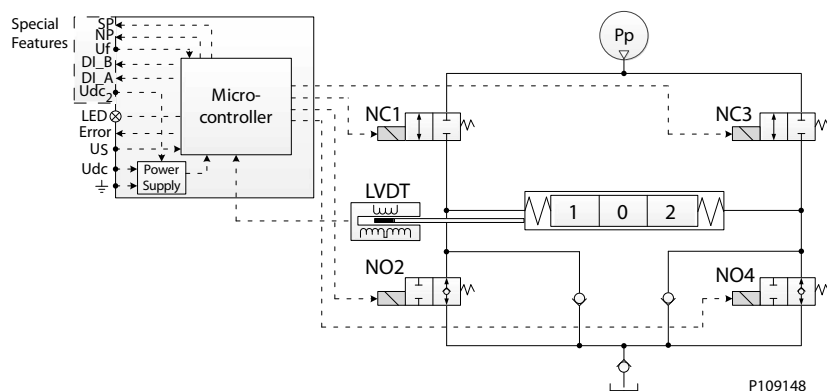 Special
Features
SP
NP
Uf
DI_B
DI_A
Udc2
LED
Error
US
Udc
Micro-
controller
Power
Supply
Pp
NC1
NC3
LVDT
1 0 2
NO2
NO4
P109148